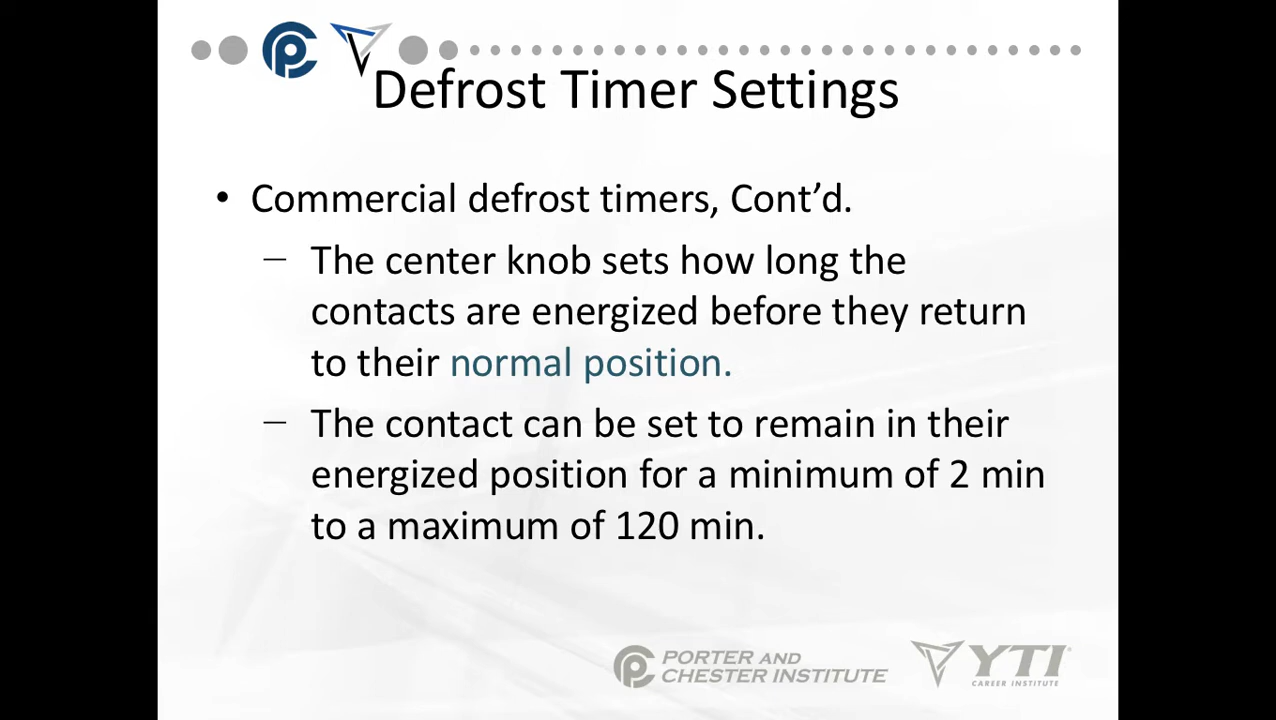 Defrost Timer Settings
• Commercial defrost timers, Cont’d.
– The center knob sets how long the
contacts are energized before they return
to their normal position.
– The contact can be set to remain in their
energized position for a minimum of 2 min
to a maximum of 120 min.
PORTER AND
CHESTER INSTITUTE
YTI®
CAREER INSTITUTE